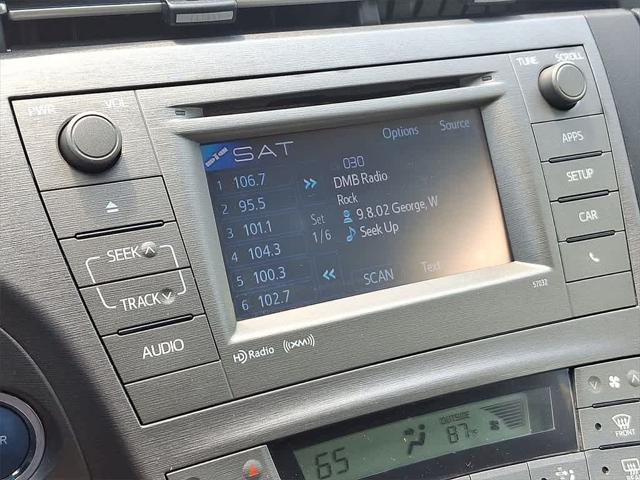 PWR VOL
TUNE SCROLL
SAT
Options Source
030
1 106.7
DMB Radio
2 95.5
Rock
3 101.1
Set
9.8.02 George, W
4 104.3
1/6
Seek Up
5 100.3
SCAN Text
6 102.7
57032
SEEK
TRACK
AUDIO
HD Radio ((XM))
APPS
SETUP
CAR
65
OUTSIDE
87°F
FRONT
REAR
R